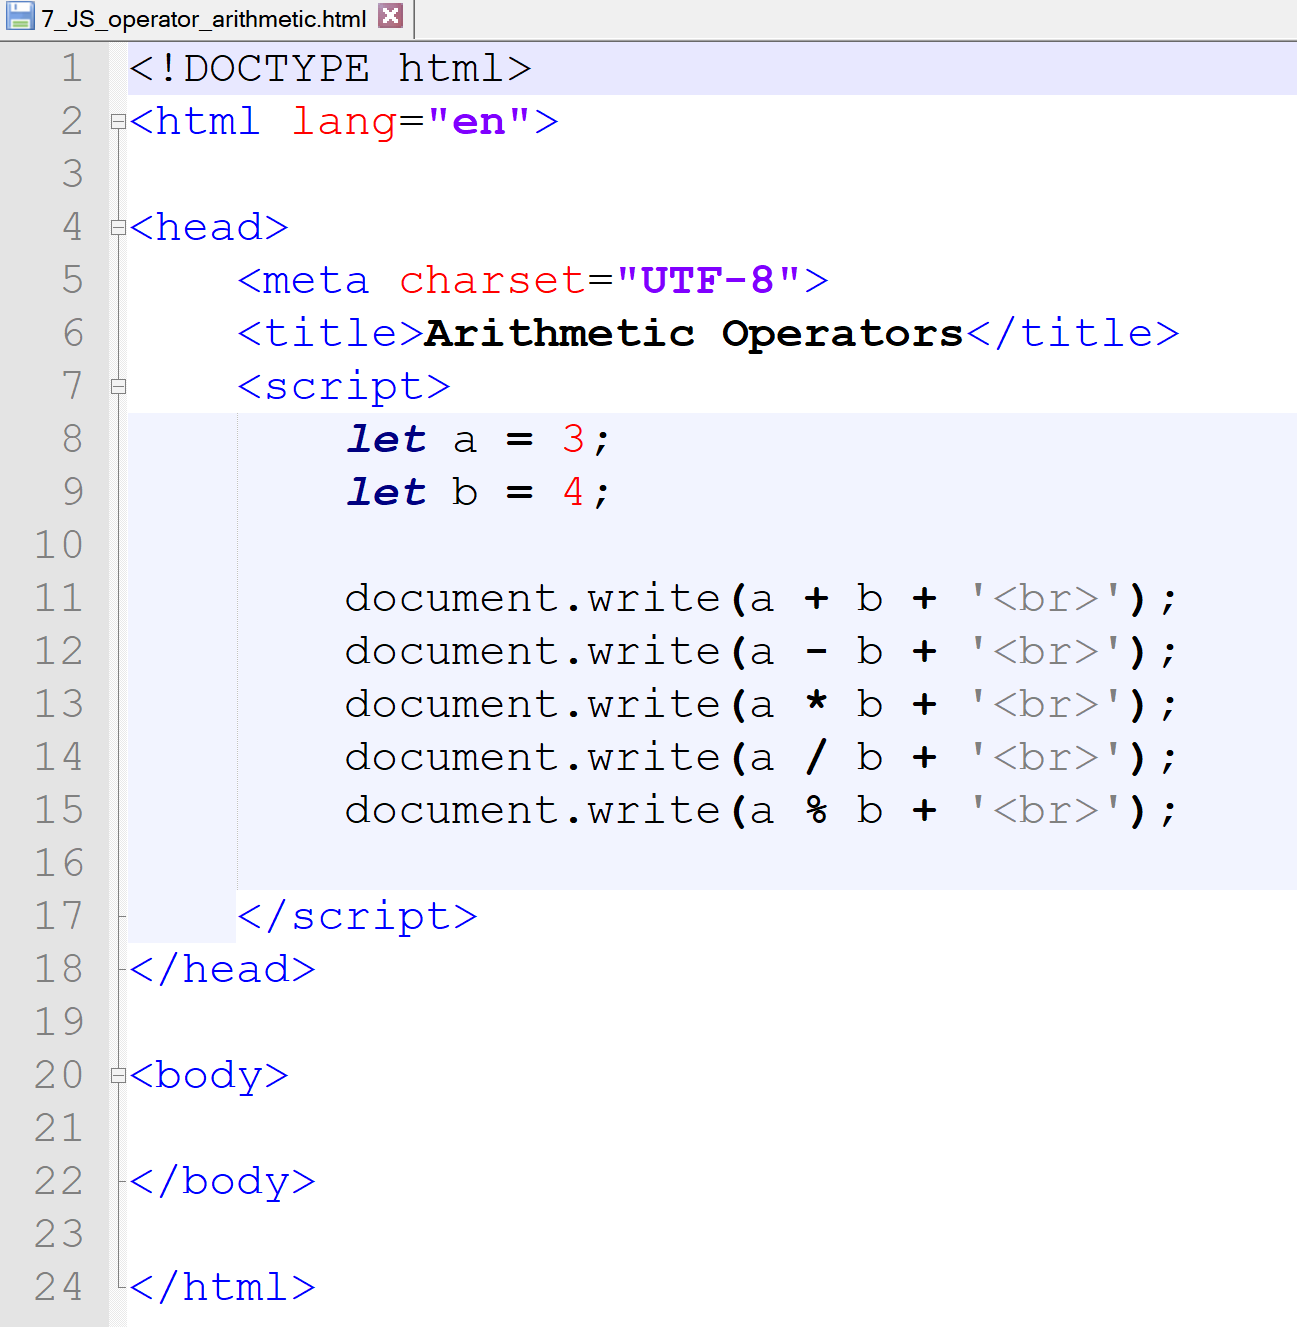 7_JS_operator_arithmetic.html
1 <!DOCTYPE html>
2 <html lang="en">
3
4 <head>
5     <meta charset="UTF-8">
6     <title>Arithmetic Operators</title>
7     <script>
8         let a = 3;
9         let b = 4;
10
11         document.write(a + b + '<br>');
12         document.write(a - b + '<br>');
13         document.write(a * b + '<br>');
14         document.write(a / b + '<br>');
15         document.write(a % b + '<br>');
16
17     </script>
18 </head>
19
20 <body>
21
22 </body>
23
24 </html>